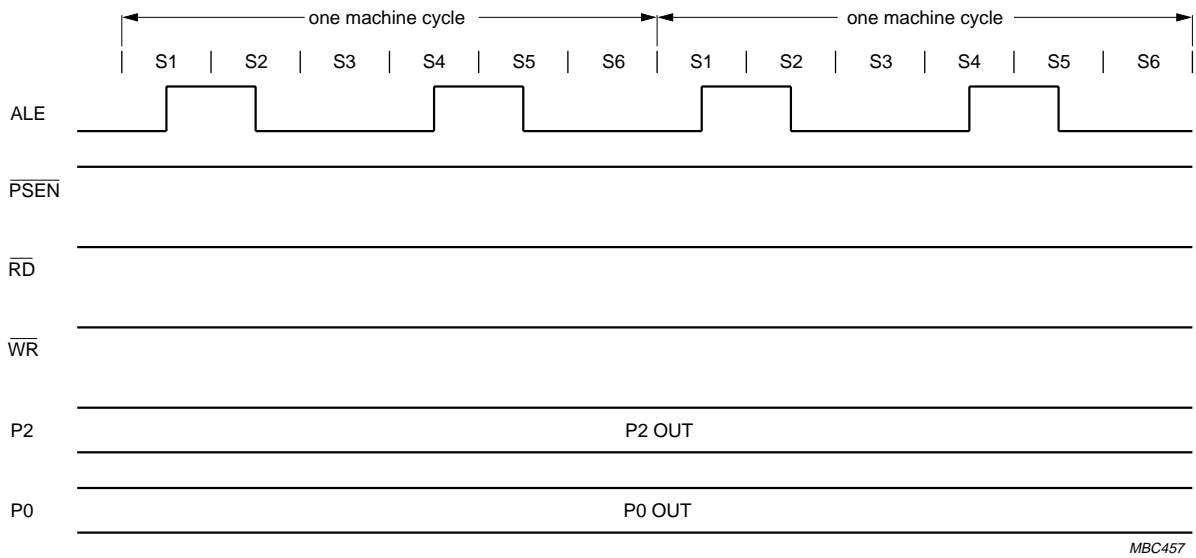 one machine cycle one machine cycle
S1 S2 S3 S4 S5 S6 S1 S2 S3 S4 S5 S6
ALE
PSEN
RD
WR
P2 P2 OUT
P0 P0 OUT
MBC457